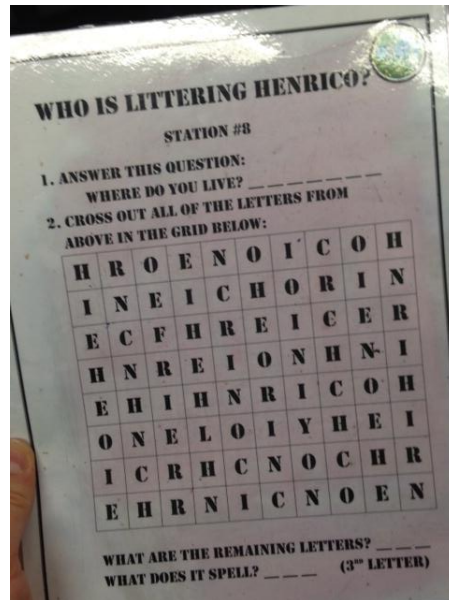 WHO IS LITTERING HENRICO?
STATION #8
1. ANSWER THIS QUESTION:
WHERE DO YOU LIVE? _ _ _ _ _ _ _
2. CROSS OUT ALL OF THE LETTERS FROM
ABOVE IN THE GRID BELOW:
H R O E N O I C O H
I N E I C H O R I N
E C F H R E I C E R
H N R E I O N H N I
E H I H N R I C O H
O N E L O I Y H E I
I C R H C N O C H R
E H R N I C N O E N
WHAT ARE THE REMAINING LETTERS? _ _ _
WHAT DOES IT SPELL? _ _ _ (3RD LETTER)